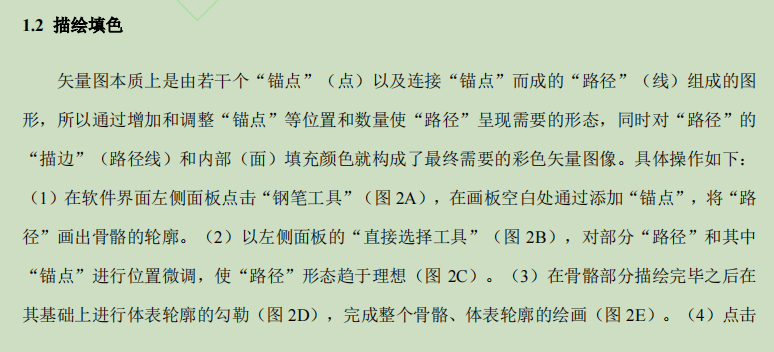 1.2 描绘填色
矢量图本质上是由若干个“锚点”（点）以及连接“锚点”而成的“路径”（线）组成的图
形，所以通过增加和调整“锚点”等位置和数量使“路径”呈现需要的形态，同时对“路径”的
“描边”（路径线）和内部（面）填充颜色就构成了最终需要的彩色矢量图像。具体操作如下：
（1）在软件界面左侧面板点击“钢笔工具”（图 2A），在画板空白处通过添加“锚点”，将“路
径”画出骨骼的轮廓。（2）以左侧面板的“直接选择工具”（图 2B），对部分“路径”和其中
“锚点”进行位置微调，使“路径”形态趋于理想（图 2C）。（3）在骨骼部分描绘完毕之后在
其基础上进行体表轮廓的勾勒（图 2D），完成整个骨骼、体表轮廓的绘画（图 2E）。（4）点击